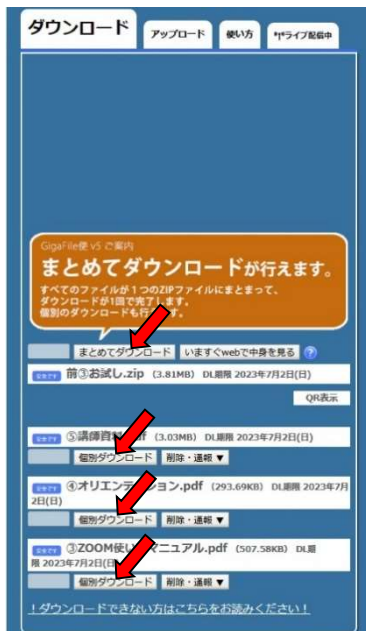 ダウンロード
アップロード
使い方
ライブ配信中
GigaFile便 v5 ご案内
まとめてダウンロードが行えます。
すべてのファイルが1つのZIPファイルにまとまって、
ダウンロードが1回で完了します。
個別のダウンロードも行 ます。
まとめてダウンロード いますぐwebで中身を見る ?
前③お試し.zip (3.81MB) DL期限 2023年7月2日(日)
QR表示
⑤講師資 (3.03MB) DL期限 2023年7月2日(日)
個別ダウンロード 削除・通報 ▼
④オリエンテ ション.pdf (293.69KB) DL期限 2023年7月
2日(日)
個別ダウンロード 削除・通報 ▼
③ZOOM使い マニュアル.pdf (507.58KB) DL期
限 2023年7月2日(日)
個別ダウンロード 削除・通報 ▼
!ダウンロードできない方はこちらをお読みください!